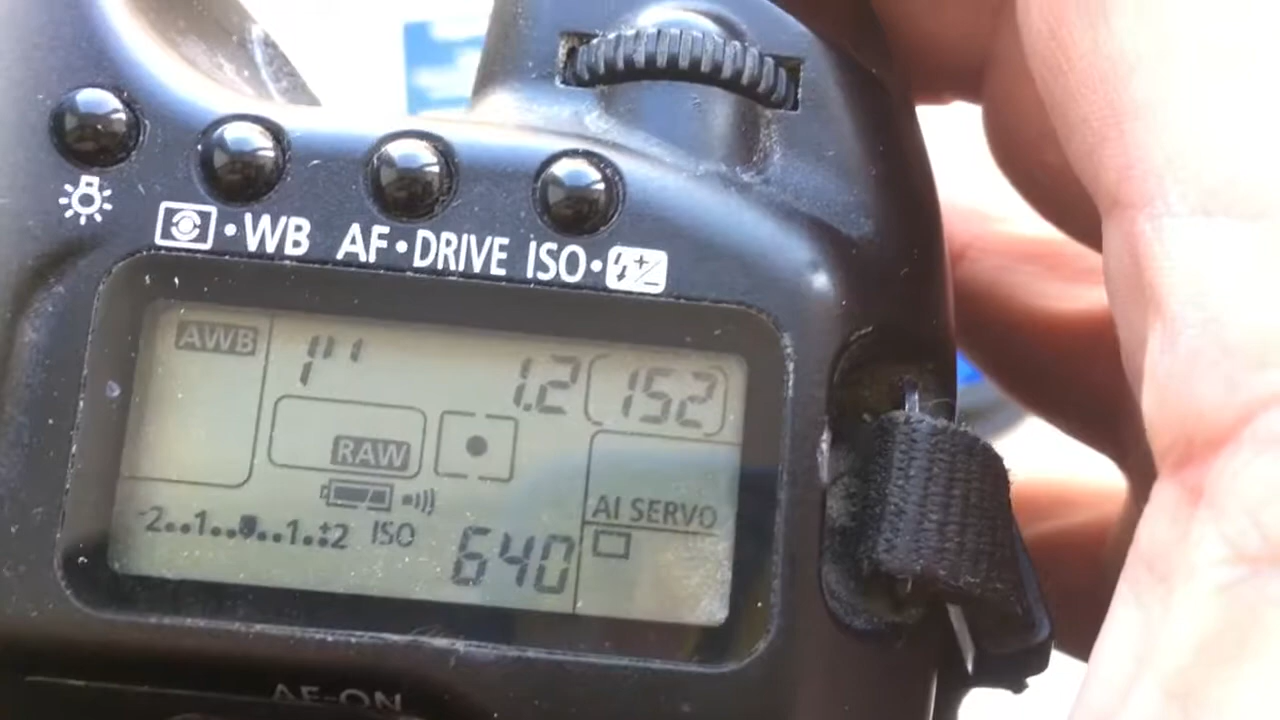 WB AF•DRIVE ISO•
AWB 1" 1.2 152
RAW
AI SERVO
-2..1..▮..1.:+2 ISO 640
AF-ON